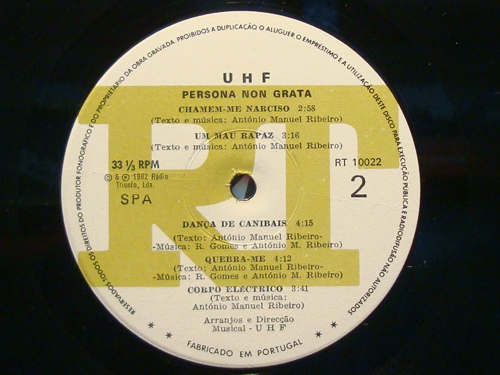 RESERVADOS TODOS OS DIREITOS DO PRODUTOR FONOGRÁFICO E DO PROPRIETÁRIO DA OBRA GRAVADA. PROIBIDOS A DUPLICAÇÃO O ALUGUER O EMPRESTIMO E A UTILIZAÇÃO DESTE DISCO PARA EXECUÇÃO PUBLICA E RADIODIFUSÃO NÃO AUTORIZADOS
UHF
PERSONA NON GRATA
CHAMEM-ME NARCISO 2:58
(Texto e música: António Manuel Ribeiro)
UM MAU RAPAZ 3:16
(Texto e música: António Manuel Ribeiro)
33 1/3 RPM
© & ℗ 1982 Rádio
Triunfo, Lda.
SPA
RT 10022
2
RT
DANÇA DE CANIBAIS 4:15
(Texto: António Manuel Ribeiro-
-Música: R. Gomes e António M. Ribeiro)
QUEBRA-ME 4:12
(Texto: António Manuel Ribeiro-
-Música: R. Gomes e António M. Ribeiro)
CORPO ELÉCTRICO 3:41
(Texto e música:
António Manuel Ribeiro)
Arranjos e Direcção
Musical - U H F
* * FABRICADO EM PORTUGAL * *